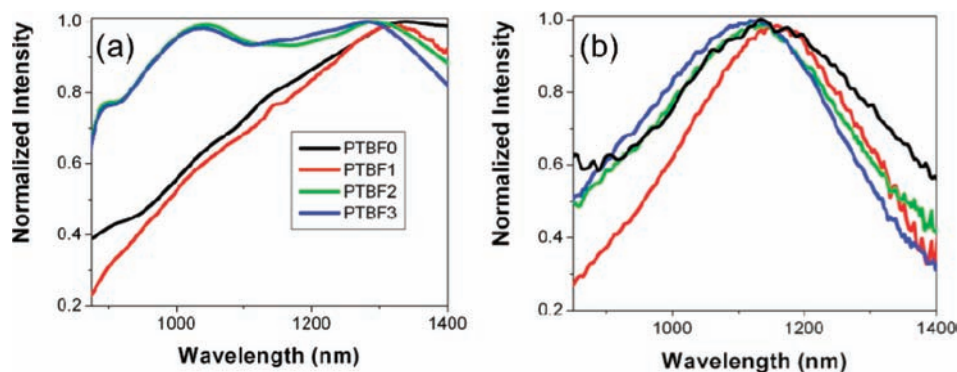 (a)
Normalized Intensity
1.0
0.8
0.6
0.4
0.2
PTBF0
PTBF1
PTBF2
PTBF3
1000 1200 1400
Wavelength (nm)
(b)
Normalized Intensity
1.0
0.8
0.6
0.4
0.2
1000 1200 1400
Wavelength (nm)